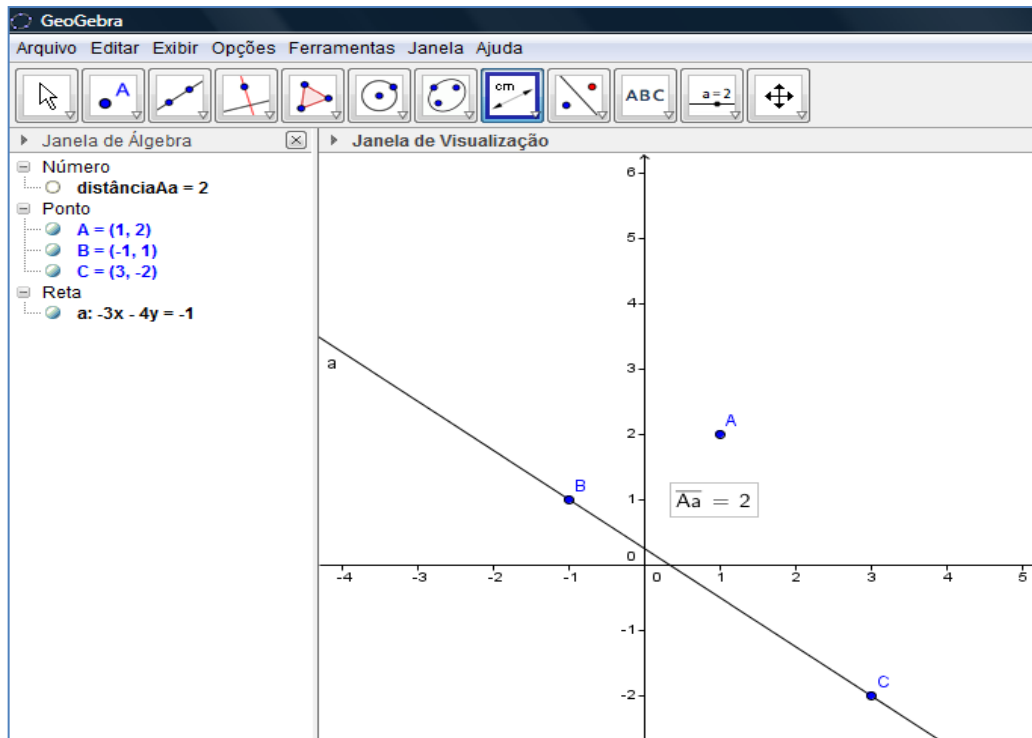 GeoGebra
Arquivo Editar Exibir Opções Ferramentas Janela Ajuda
A cm ABC a=2
Janela de Álgebra
Número
distânciaAa = 2
Ponto
A = (1, 2)
B = (-1, 1)
C = (3, -2)
Reta
a: -3x - 4y = -1
Janela de Visualização
6
5
4
a
3
2
A
B
1
Aa = 2
0
-4 -3 -2 -1 0 1 2 3 4 5
-1
C
-2